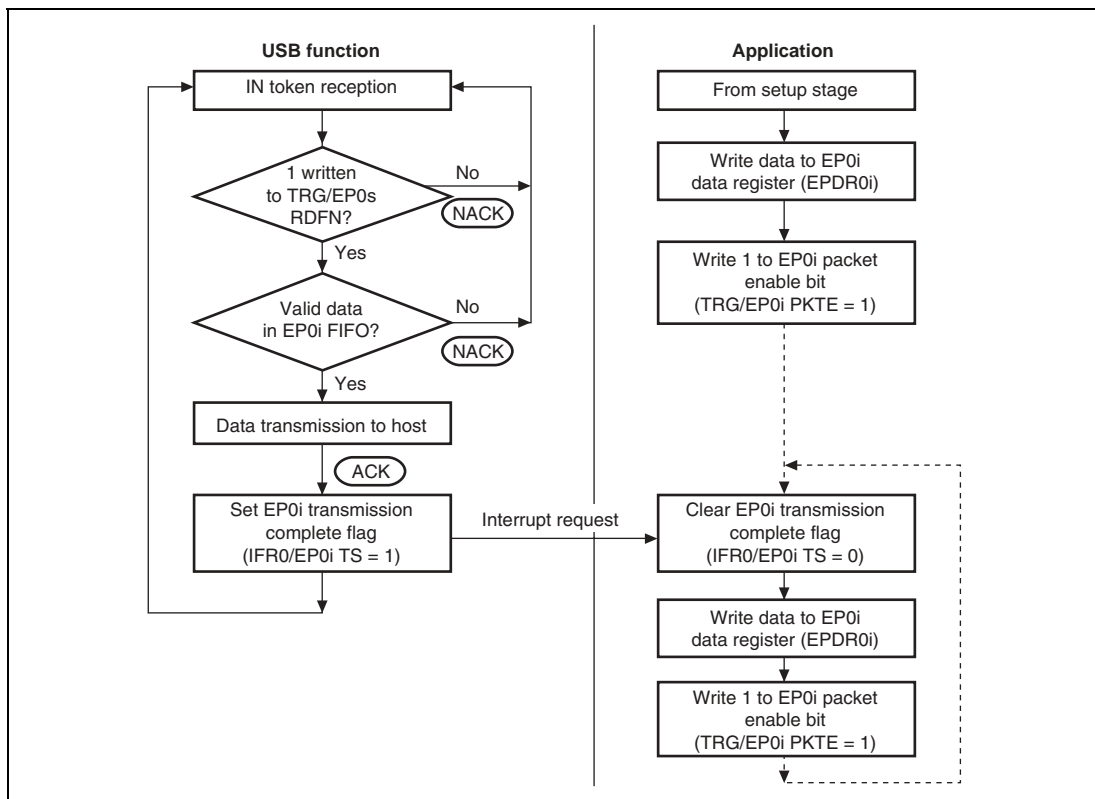 USB function
IN token reception
1 written
to TRG/EP0s
RDFN?
No
NACK
Yes
Valid data
in EP0i FIFO?
No
NACK
Yes
Data transmission to host
ACK
Set EP0i transmission
complete flag
(IFR0/EP0i TS = 1)
Interrupt request
Application
From setup stage
Write data to EP0i
data register (EPDR0i)
Write 1 to EP0i packet
enable bit
(TRG/EP0i PKTE = 1)
Clear EP0i transmission
complete flag
(IFR0/EP0i TS = 0)
Write data to EP0i
data register (EPDR0i)
Write 1 to EP0i packet
enable bit
(TRG/EP0i PKTE = 1)